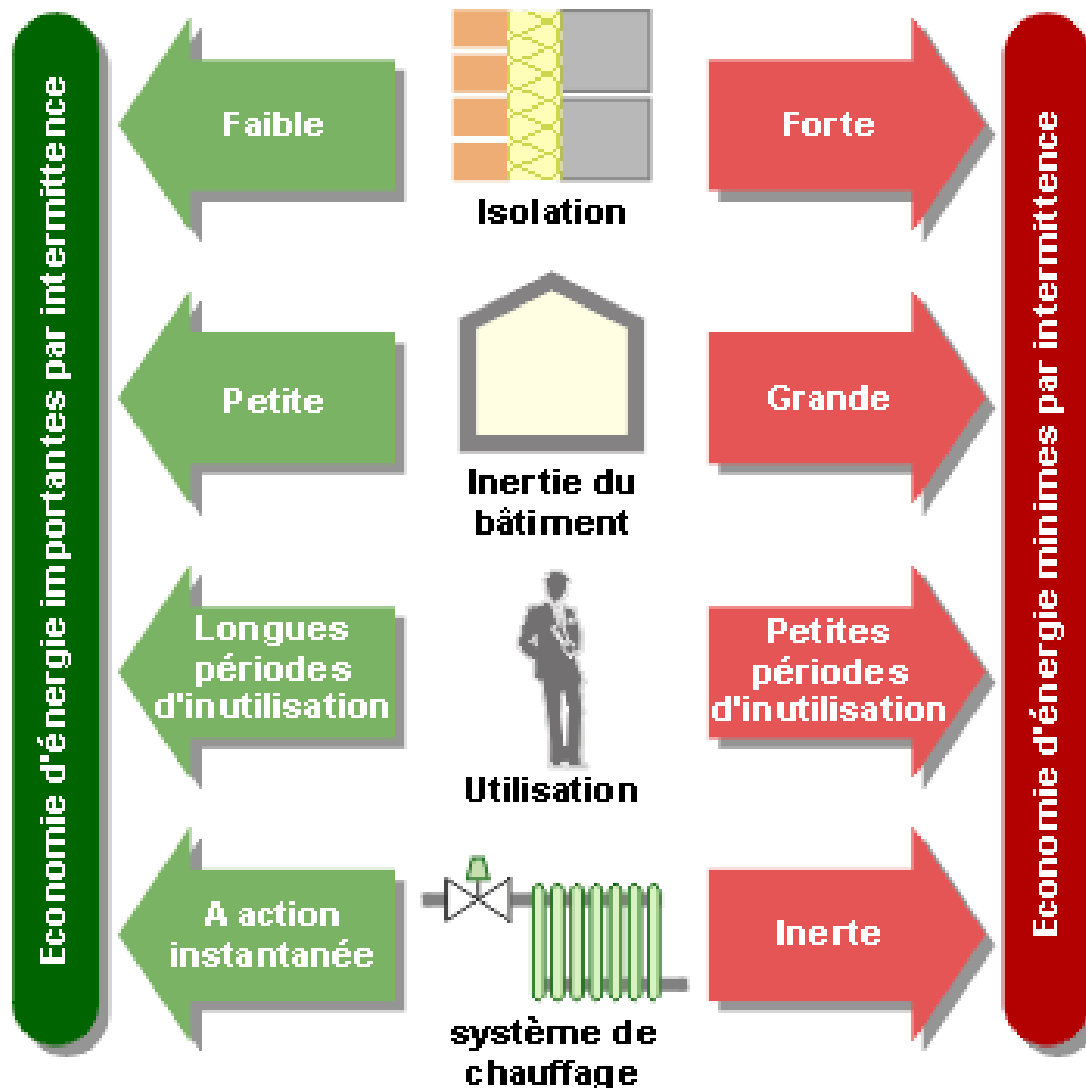 Economie d'énergie importantes par intermittence
Faible
Isolation
Forte
Petite
Inertie du
bâtiment
Grande
Longues
périodes
d'inutilisation
Utilisation
Petites
périodes
d'inutilisation
A action
instantanée
système de
chauffage
Inerte
Economie d'énergie minimes par intermittence